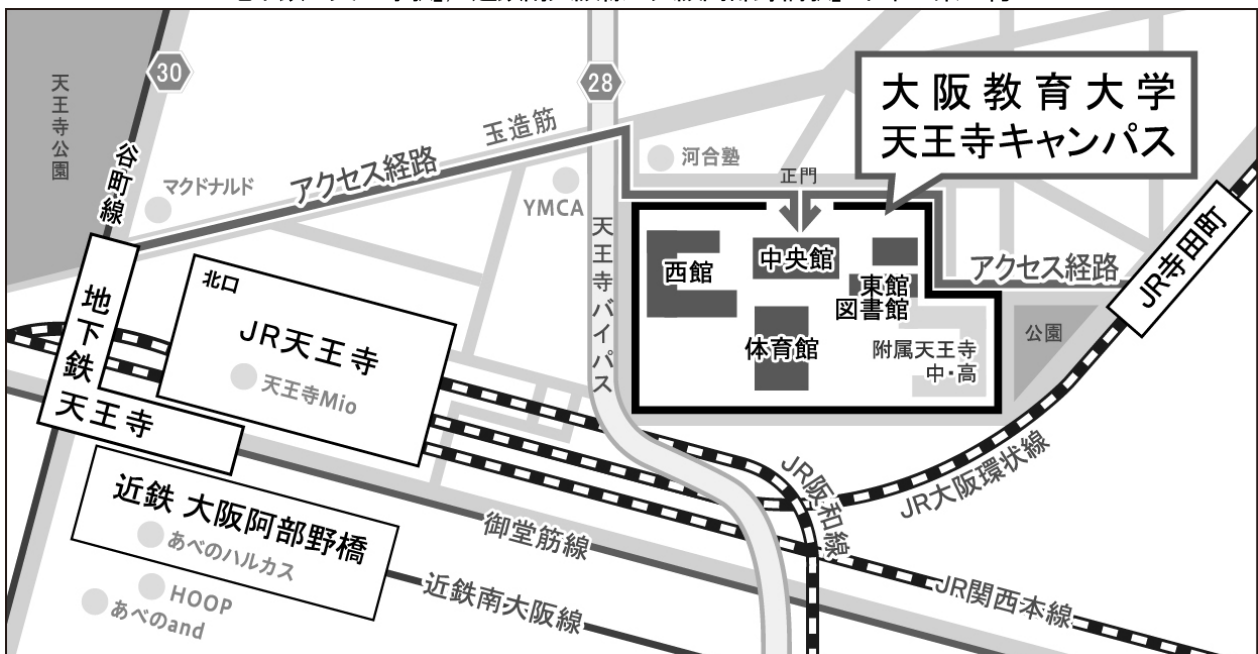 30
天王寺公園
谷町線
マクドナルド
アクセス経路
玉造筋
28
YMCA
天王寺バイパス
河合塾
正門
大阪教育大学
天王寺キャンパス
西館
中央館
東館
図書館
体育館
附属天王寺
中・高
アクセス経路
公園
JR寺田町
地下鉄
天王寺
北口
JR天王寺
天王寺Mio
近鉄 大阪阿部野橋
あべのハルカス
HOOP
あべのand
御堂筋線
近鉄南大阪線
JR阪和線
JR大阪環状線
JR関西本線